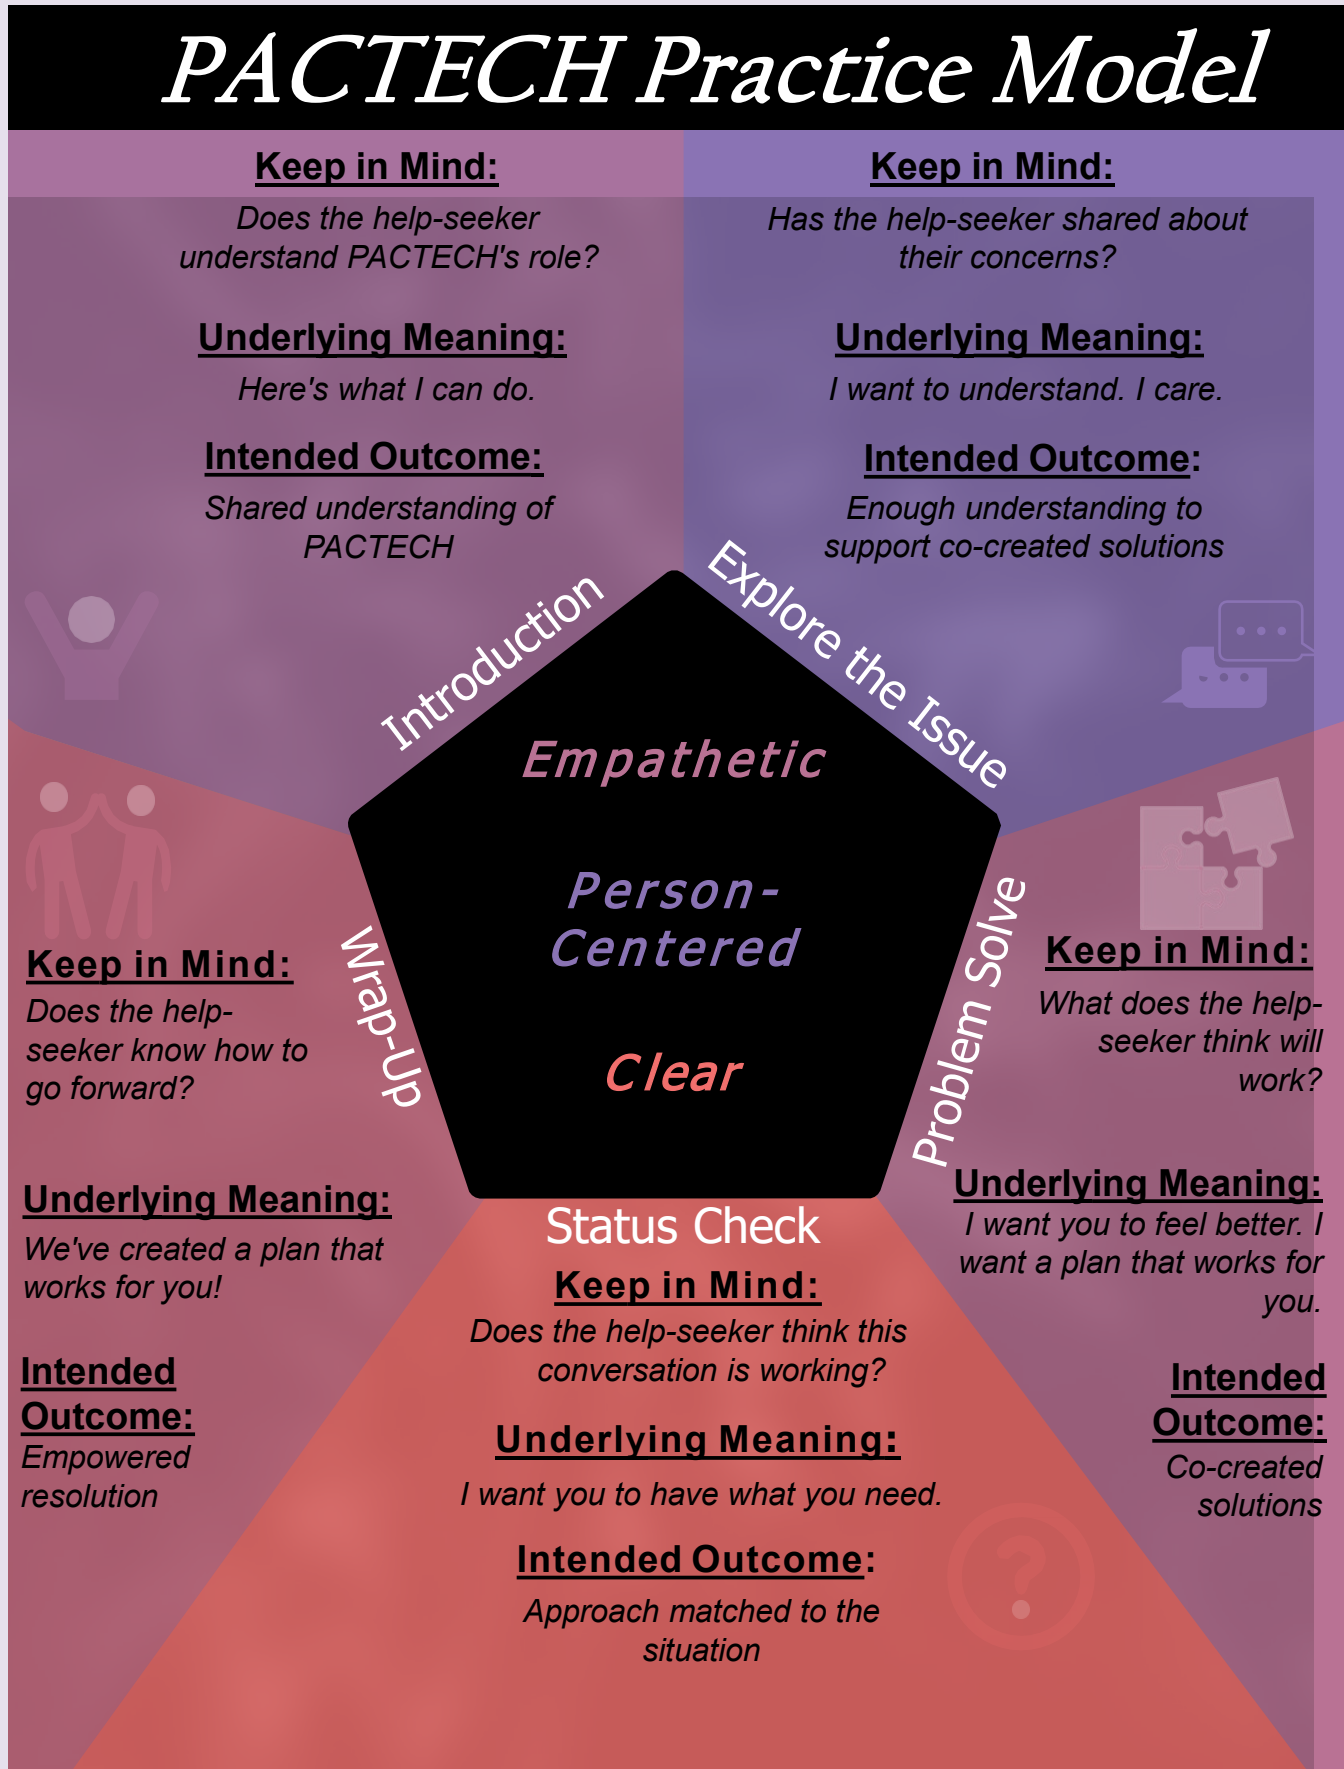 PACTECH Practice Model
Keep in Mind:
Does the help-seeker
understand PACTECH's role?
Underlying Meaning:
Here's what I can do.
Intended Outcome:
Shared understanding of
PACTECH
Introduction
Keep in Mind:
Has the help-seeker shared about
their concerns?
Underlying Meaning:
I want to understand. I care.
Intended Outcome:
Enough understanding to
support co-created solutions
Explore the Issue
Empathetic
Person-
Centered
Clear
Problem Solve
Keep in Mind:
What does the help-
seeker think will
work?
Underlying Meaning:
I want you to feel better. I
want a plan that works for
you.
Intended
Outcome:
Co-created
solutions
Status Check
Keep in Mind:
Does the help-seeker think this
conversation is working?
Underlying Meaning:
I want you to have what you need.
Intended Outcome:
Approach matched to the
situation
?
Wrap-Up
Keep in Mind:
Does the help-
seeker know how to
go forward?
Underlying Meaning:
We've created a plan that
works for you!
Intended
Outcome:
Empowered
resolution